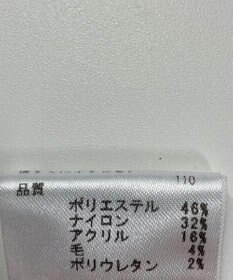 110
品質
ポリエステル 46%
ナイロン 32%
アクリル 16%
毛 4%
ポリウレタン 2%